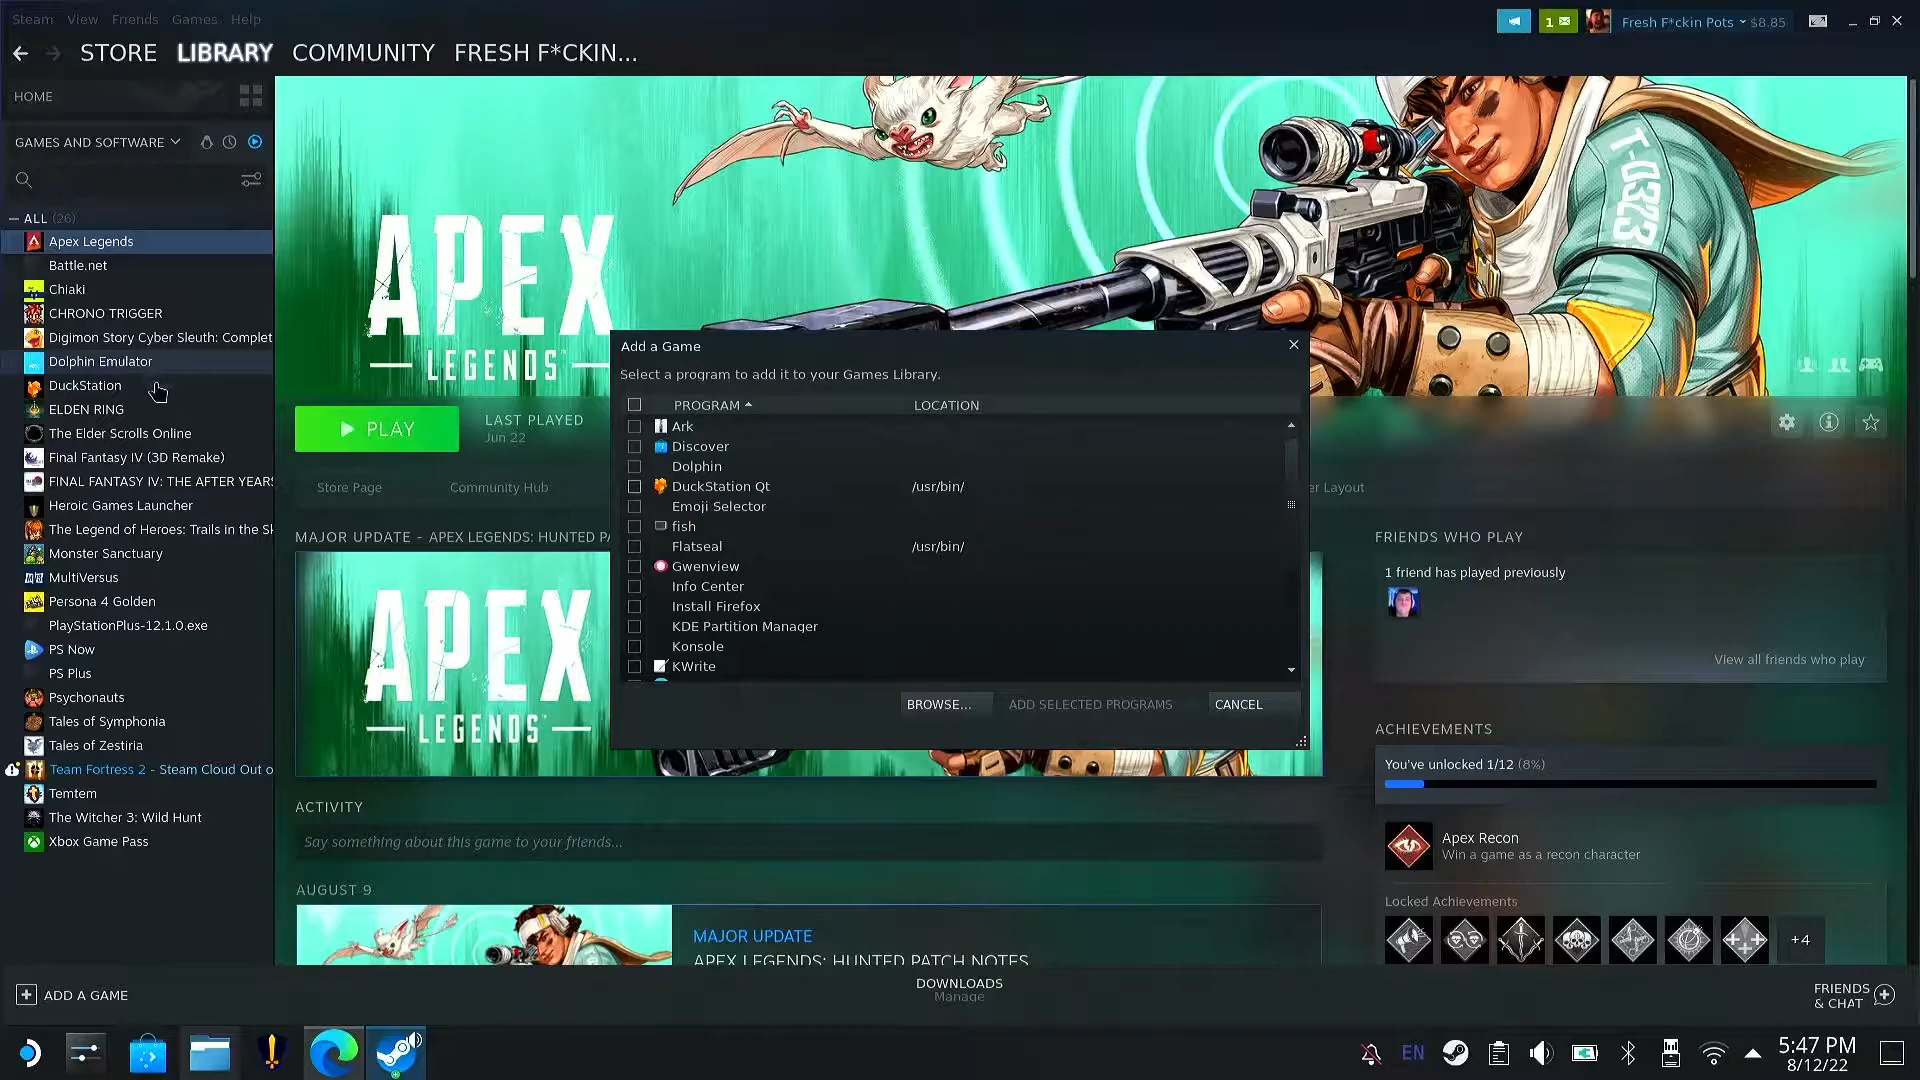 Steam View Friends Games Help
1
Fresh F*ckin Pots $8.85
STORE LIBRARY COMMUNITY FRESH F*CKIN...
HOME
GAMES AND SOFTWARE
ALL (26)
Apex Legends
Battle.net
Chiaki
CHRONO TRIGGER
Digimon Story Cyber Sleuth: Complet
Dolphin Emulator
DuckStation
ELDEN RING
The Elder Scrolls Online
Final Fantasy IV (3D Remake)
FINAL FANTASY IV: THE AFTER YEARS
Heroic Games Launcher
The Legend of Heroes: Trails in the Sk
Monster Sanctuary
MultiVersus
Persona 4 Golden
PlayStationPlus-12.1.0.exe
PS Now
PS Plus
Psychonauts
Tales of Symphonia
Tales of Zestiria
Team Fortress 2 - Steam Cloud Out o
Temtem
The Witcher 3: Wild Hunt
Xbox Game Pass
APEX
LEGENDS™
T-0323
PLAY
LAST PLAYED
Jun 22
Store Page
Community Hub
er Layout
MAJOR UPDATE - APEX LEGENDS: HUNTED P
APEX
LEGENDS™
Add a Game
Select a program to add it to your Games Library.
PROGRAM LOCATION
Ark
Discover
Dolphin
DuckStation Qt /usr/bin/
Emoji Selector
fish
Flatseal /usr/bin/
Gwenview
Info Center
Install Firefox
KDE Partition Manager
Konsole
KWrite
BROWSE... ADD SELECTED PROGRAMS CANCEL
ACTIVITY
Say something about this game to your friends...
AUGUST 9
MAJOR UPDATE
APEX LEGENDS: HUNTED PATCH NOTES
FRIENDS WHO PLAY
1 friend has played previously
View all friends who play
ACHIEVEMENTS
You've unlocked 1/12 (8%)
Apex Recon
Win a game as a recon character
Locked Achievements
+4
ADD A GAME
DOWNLOADS
Manage
FRIENDS
& CHAT
EN
5:47 PM
8/12/22